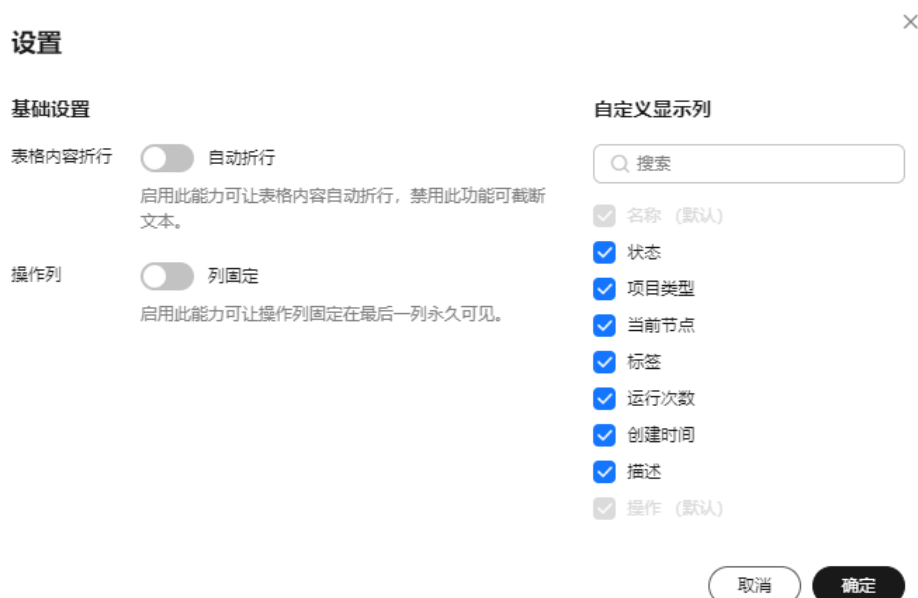 设置
基础设置
表格内容折行
自动折行
启用此能力可让表格内容自动折行，禁用此功能可截断
文本。
操作列
列固定
启用此能力可让操作列固定在最后一列永久可见。
自定义显示列
搜索
名称 (默认)
状态
项目类型
当前节点
标签
运行次数
创建时间
描述
操作 (默认)
取消
确定